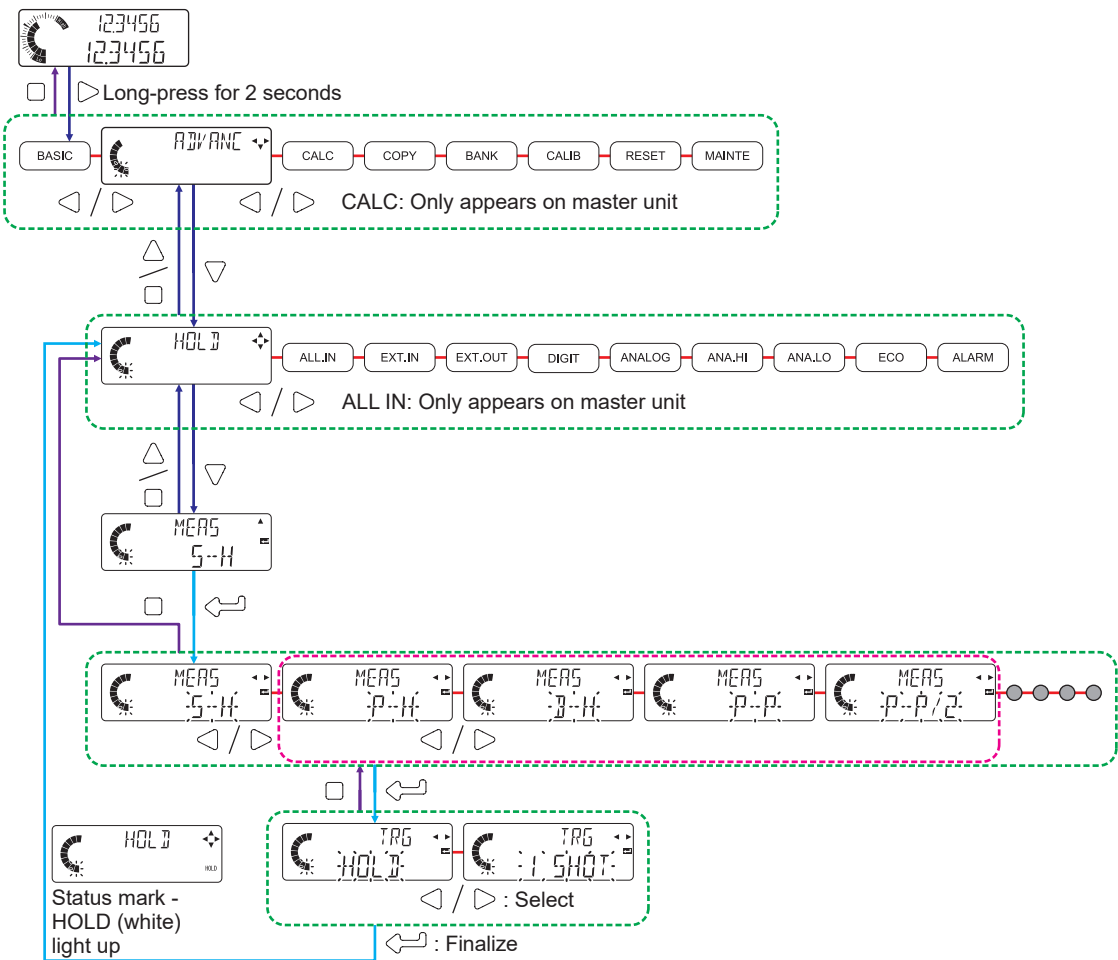 12.3456
12.3456
Long-press for 2 seconds
BASIC
ADVANC
CALC
COPY
BANK
CALIB
RESET
MAINTE
/
/
CALC: Only appears on master unit
HOLD
ALL.IN
EXT.IN
EXT.OUT
DIGIT
ANALOG
ANA.HI
ANA.LO
ECO
ALARM
/
ALL IN: Only appears on master unit
MEAS
S-H
MEAS
S-H
MEAS
P-H
MEAS
D-H
MEAS
P-P
MEAS
P-P/2
/
/
HOLD
HOLD
TRG
HOLD
TRG
1 SHOT
/ : Select
Status mark -
HOLD (white)
light up
: Finalize